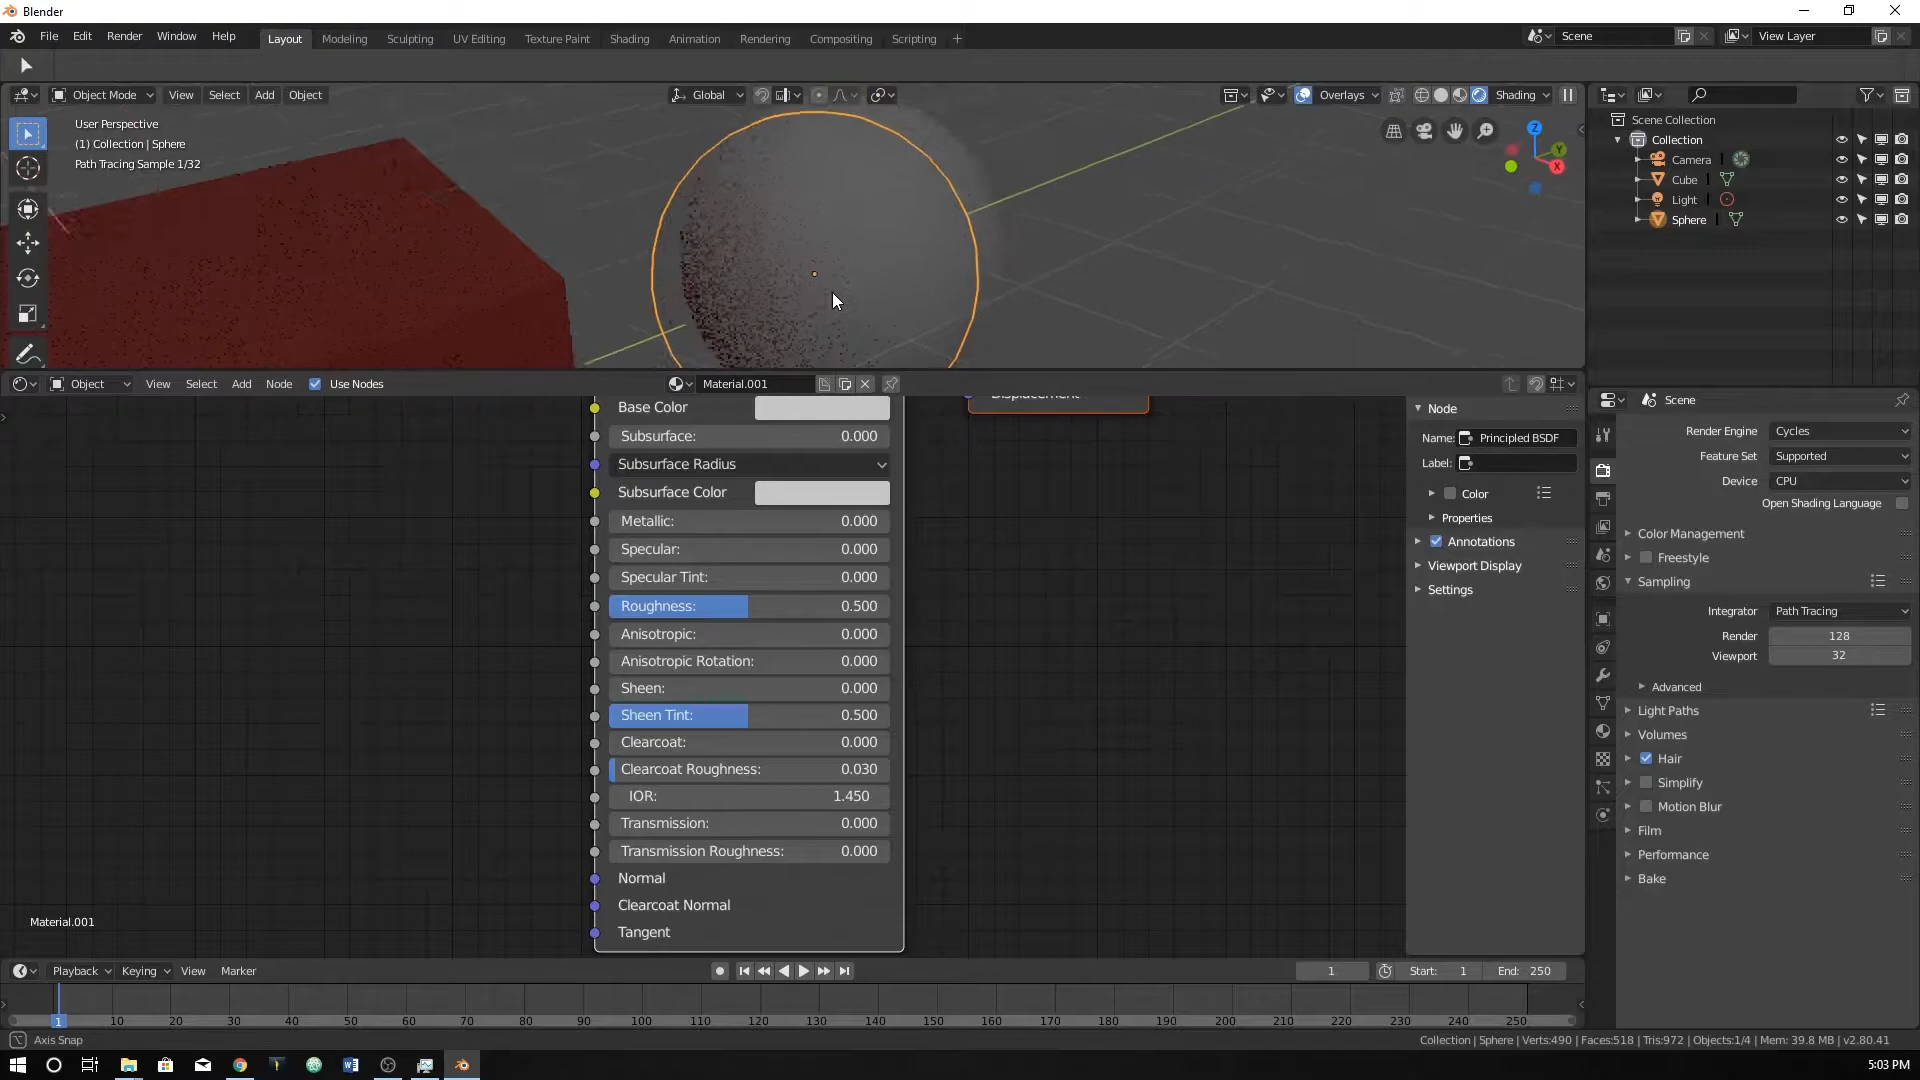 Blender
File Edit Render Window Help Layout Modeling Sculpting UV Editing Texture Paint Shading Animation Rendering Compositing Scripting + Scene View Layer
Object Mode View Select Add Object Global Overlays Shading
User Perspective
(1) Collection | Sphere
Path Tracing Sample 1/32
Z
Y
X
Scene Collection
Collection
Camera
Cube
Light
Sphere
Object View Select Add Node Use Nodes Material.001
Displacement
Base Color
Subsurface: 0.000
Subsurface Radius
Subsurface Color
Metallic: 0.000
Specular: 0.000
Specular Tint: 0.000
Roughness: 0.500
Anisotropic: 0.000
Anisotropic Rotation: 0.000
Sheen: 0.000
Sheen Tint: 0.500
Clearcoat: 0.000
Clearcoat Roughness: 0.030
IOR: 1.450
Transmission: 0.000
Transmission Roughness: 0.000
Normal
Clearcoat Normal
Tangent
Material.001
Node
Name: Principled BSDF
Label:
Color
Properties
Annotations
Viewport Display
Settings
Scene
Render Engine Cycles
Feature Set Supported
Device CPU
Open Shading Language
Color Management
Freestyle
Sampling
Integrator Path Tracing
Render 128
Viewport 32
Advanced
Light Paths
Volumes
Hair
Simplify
Motion Blur
Film
Performance
Bake
Playback Keying View Marker 1 Start: 1 End: 250
1 10 20 30 40 50 60 70 80 90 100 110 120 130 140 150 160 170 180 190 200 210 220 230 240 250
Axis Snap
Collection | Sphere | Verts:490 | Faces:518 | Tris:972 | Objects:1/4 | Mem: 39.8 MB | v2.80.41
5:03 PM